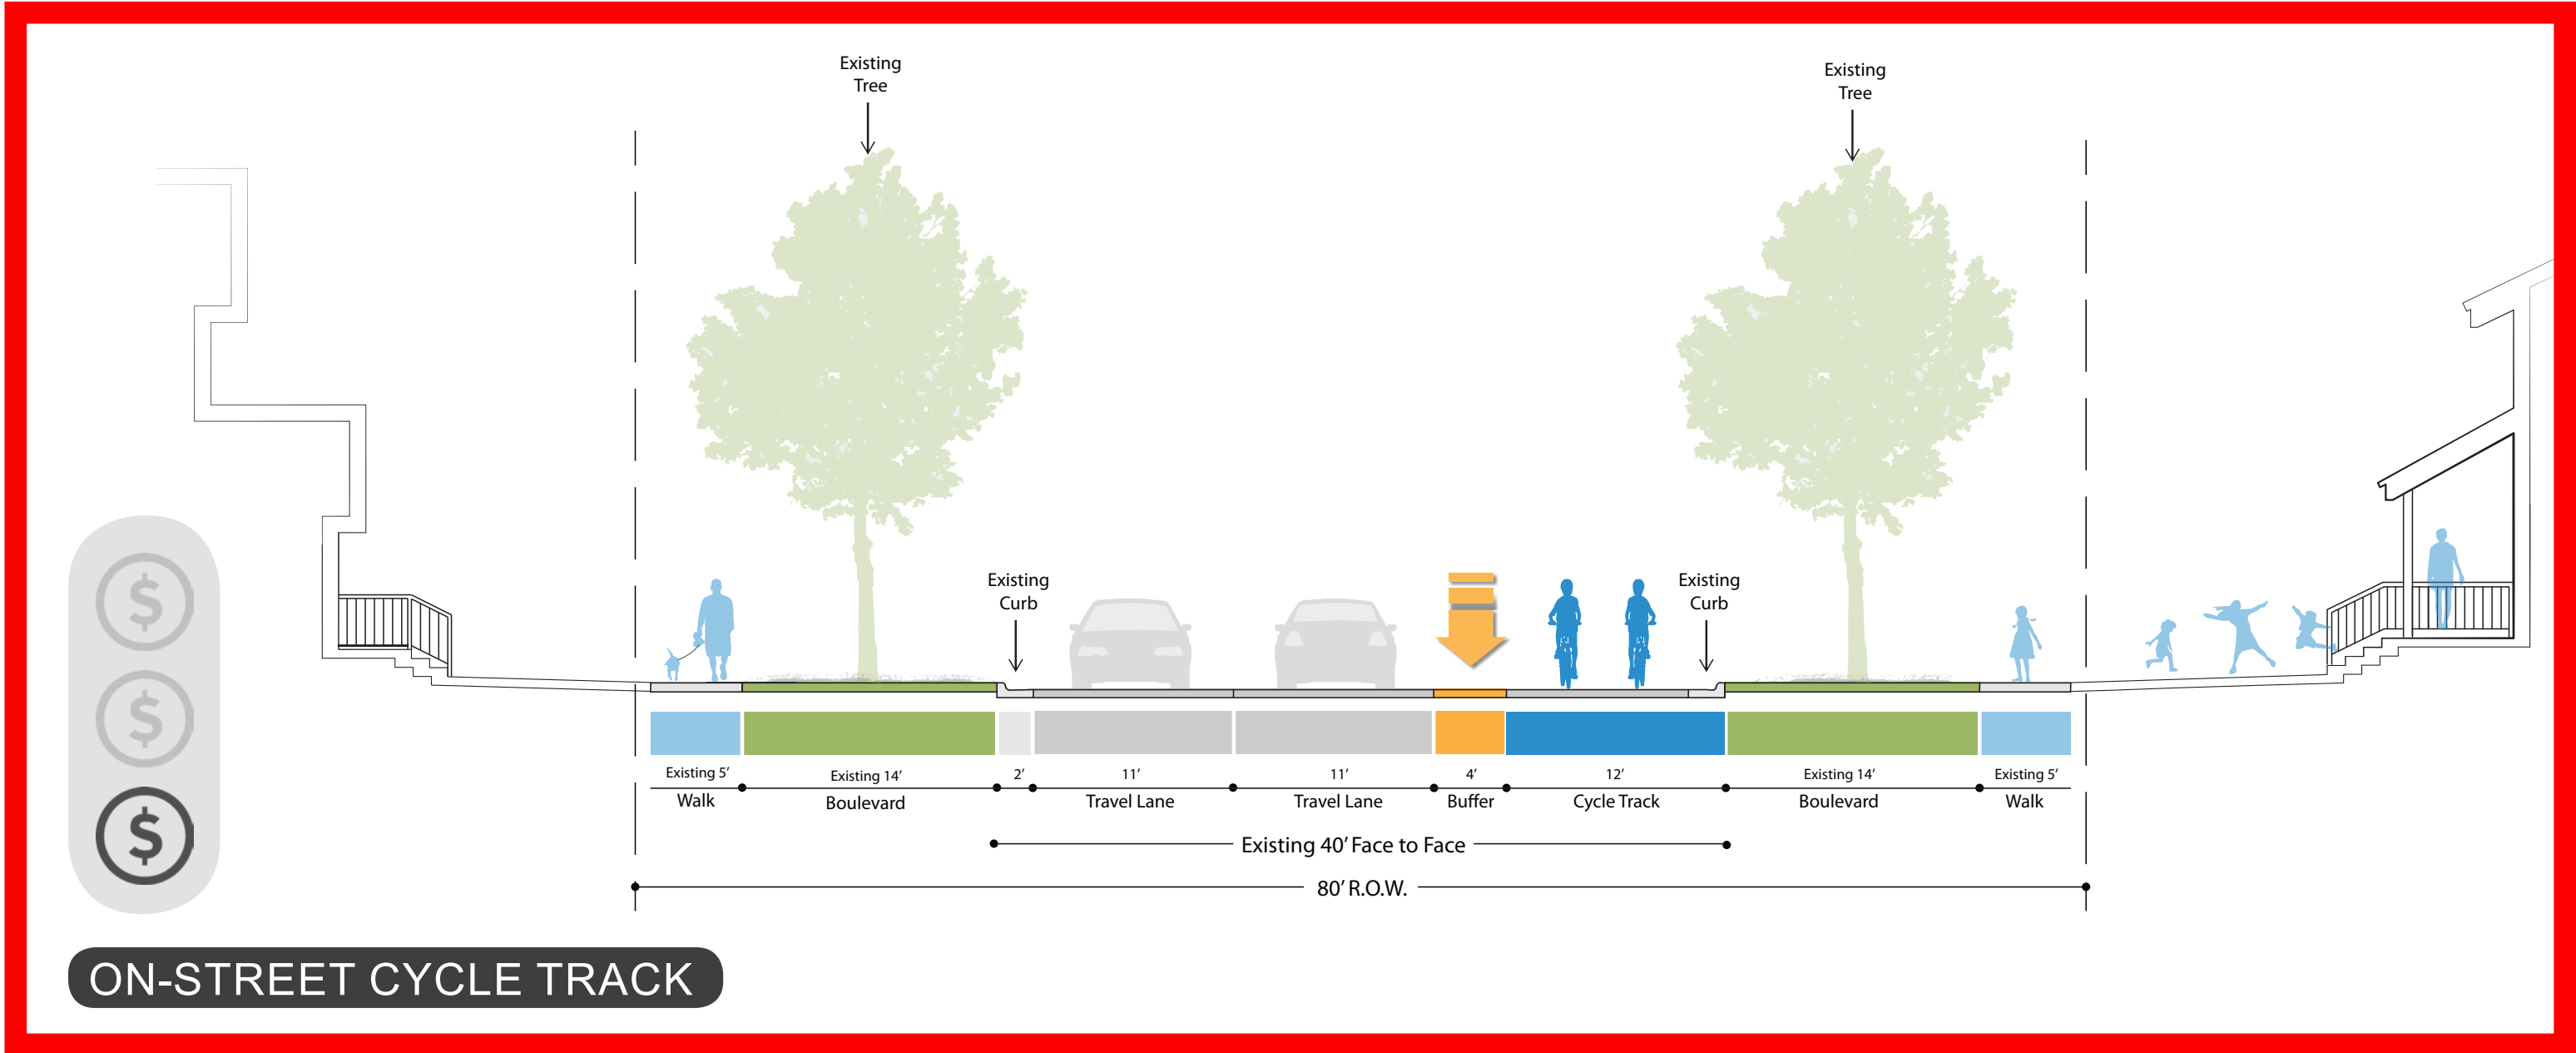 Existing
Tree
Existing
Tree
Existing
Curb
Existing
Curb
$
$
$
Existing 5’
Existing 14’
2’
11’
11’
4’
12’
Existing 14’
Existing 5’
Walk
Boulevard
Travel Lane
Travel Lane
Buffer
Cycle Track
Boulevard
Walk
Existing 40’ Face to Face
80’ R.O.W.
ON-STREET CYCLE TRACK